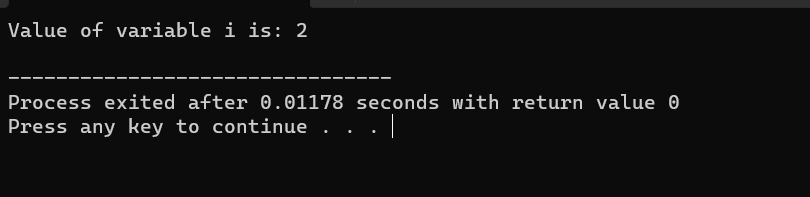 Value of variable i is: 2
--------------------------------
Process exited after 0.01178 seconds with return value 0
Press any key to continue . . .